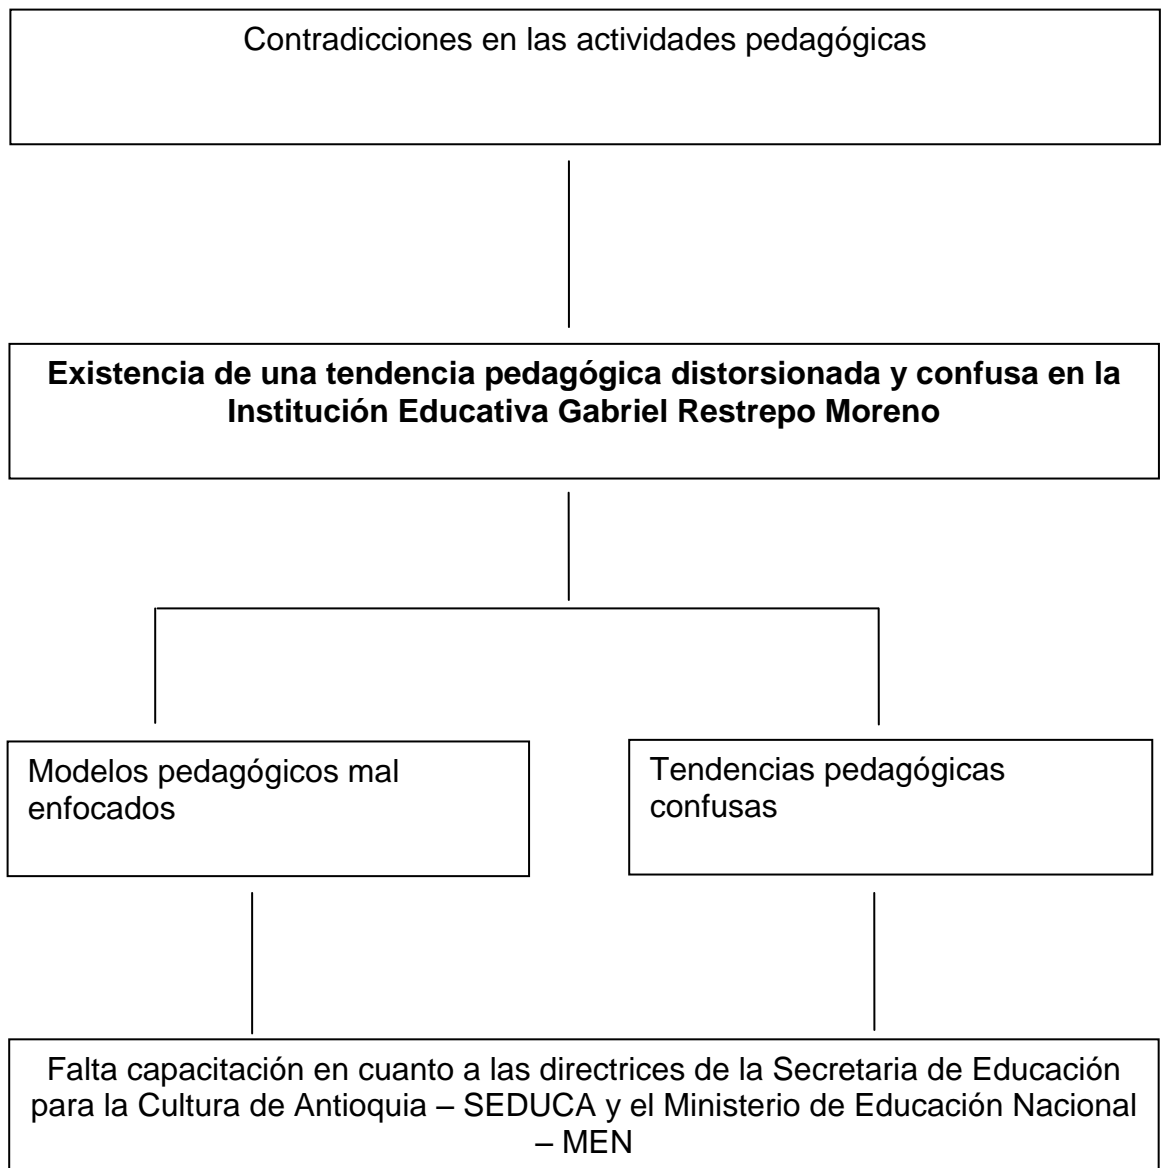 Contradicciones en las actividades pedagógicas
Existencia de una tendencia pedagógica distorsionada y confusa en la
Institución Educativa Gabriel Restrepo Moreno
Modelos pedagógicos mal
enfocados
Tendencias pedagógicas
confusas
Falta capacitación en cuanto a las directrices de la Secretaria de Educación
para la Cultura de Antioquia – SEDUCA y el Ministerio de Educación Nacional
– MEN